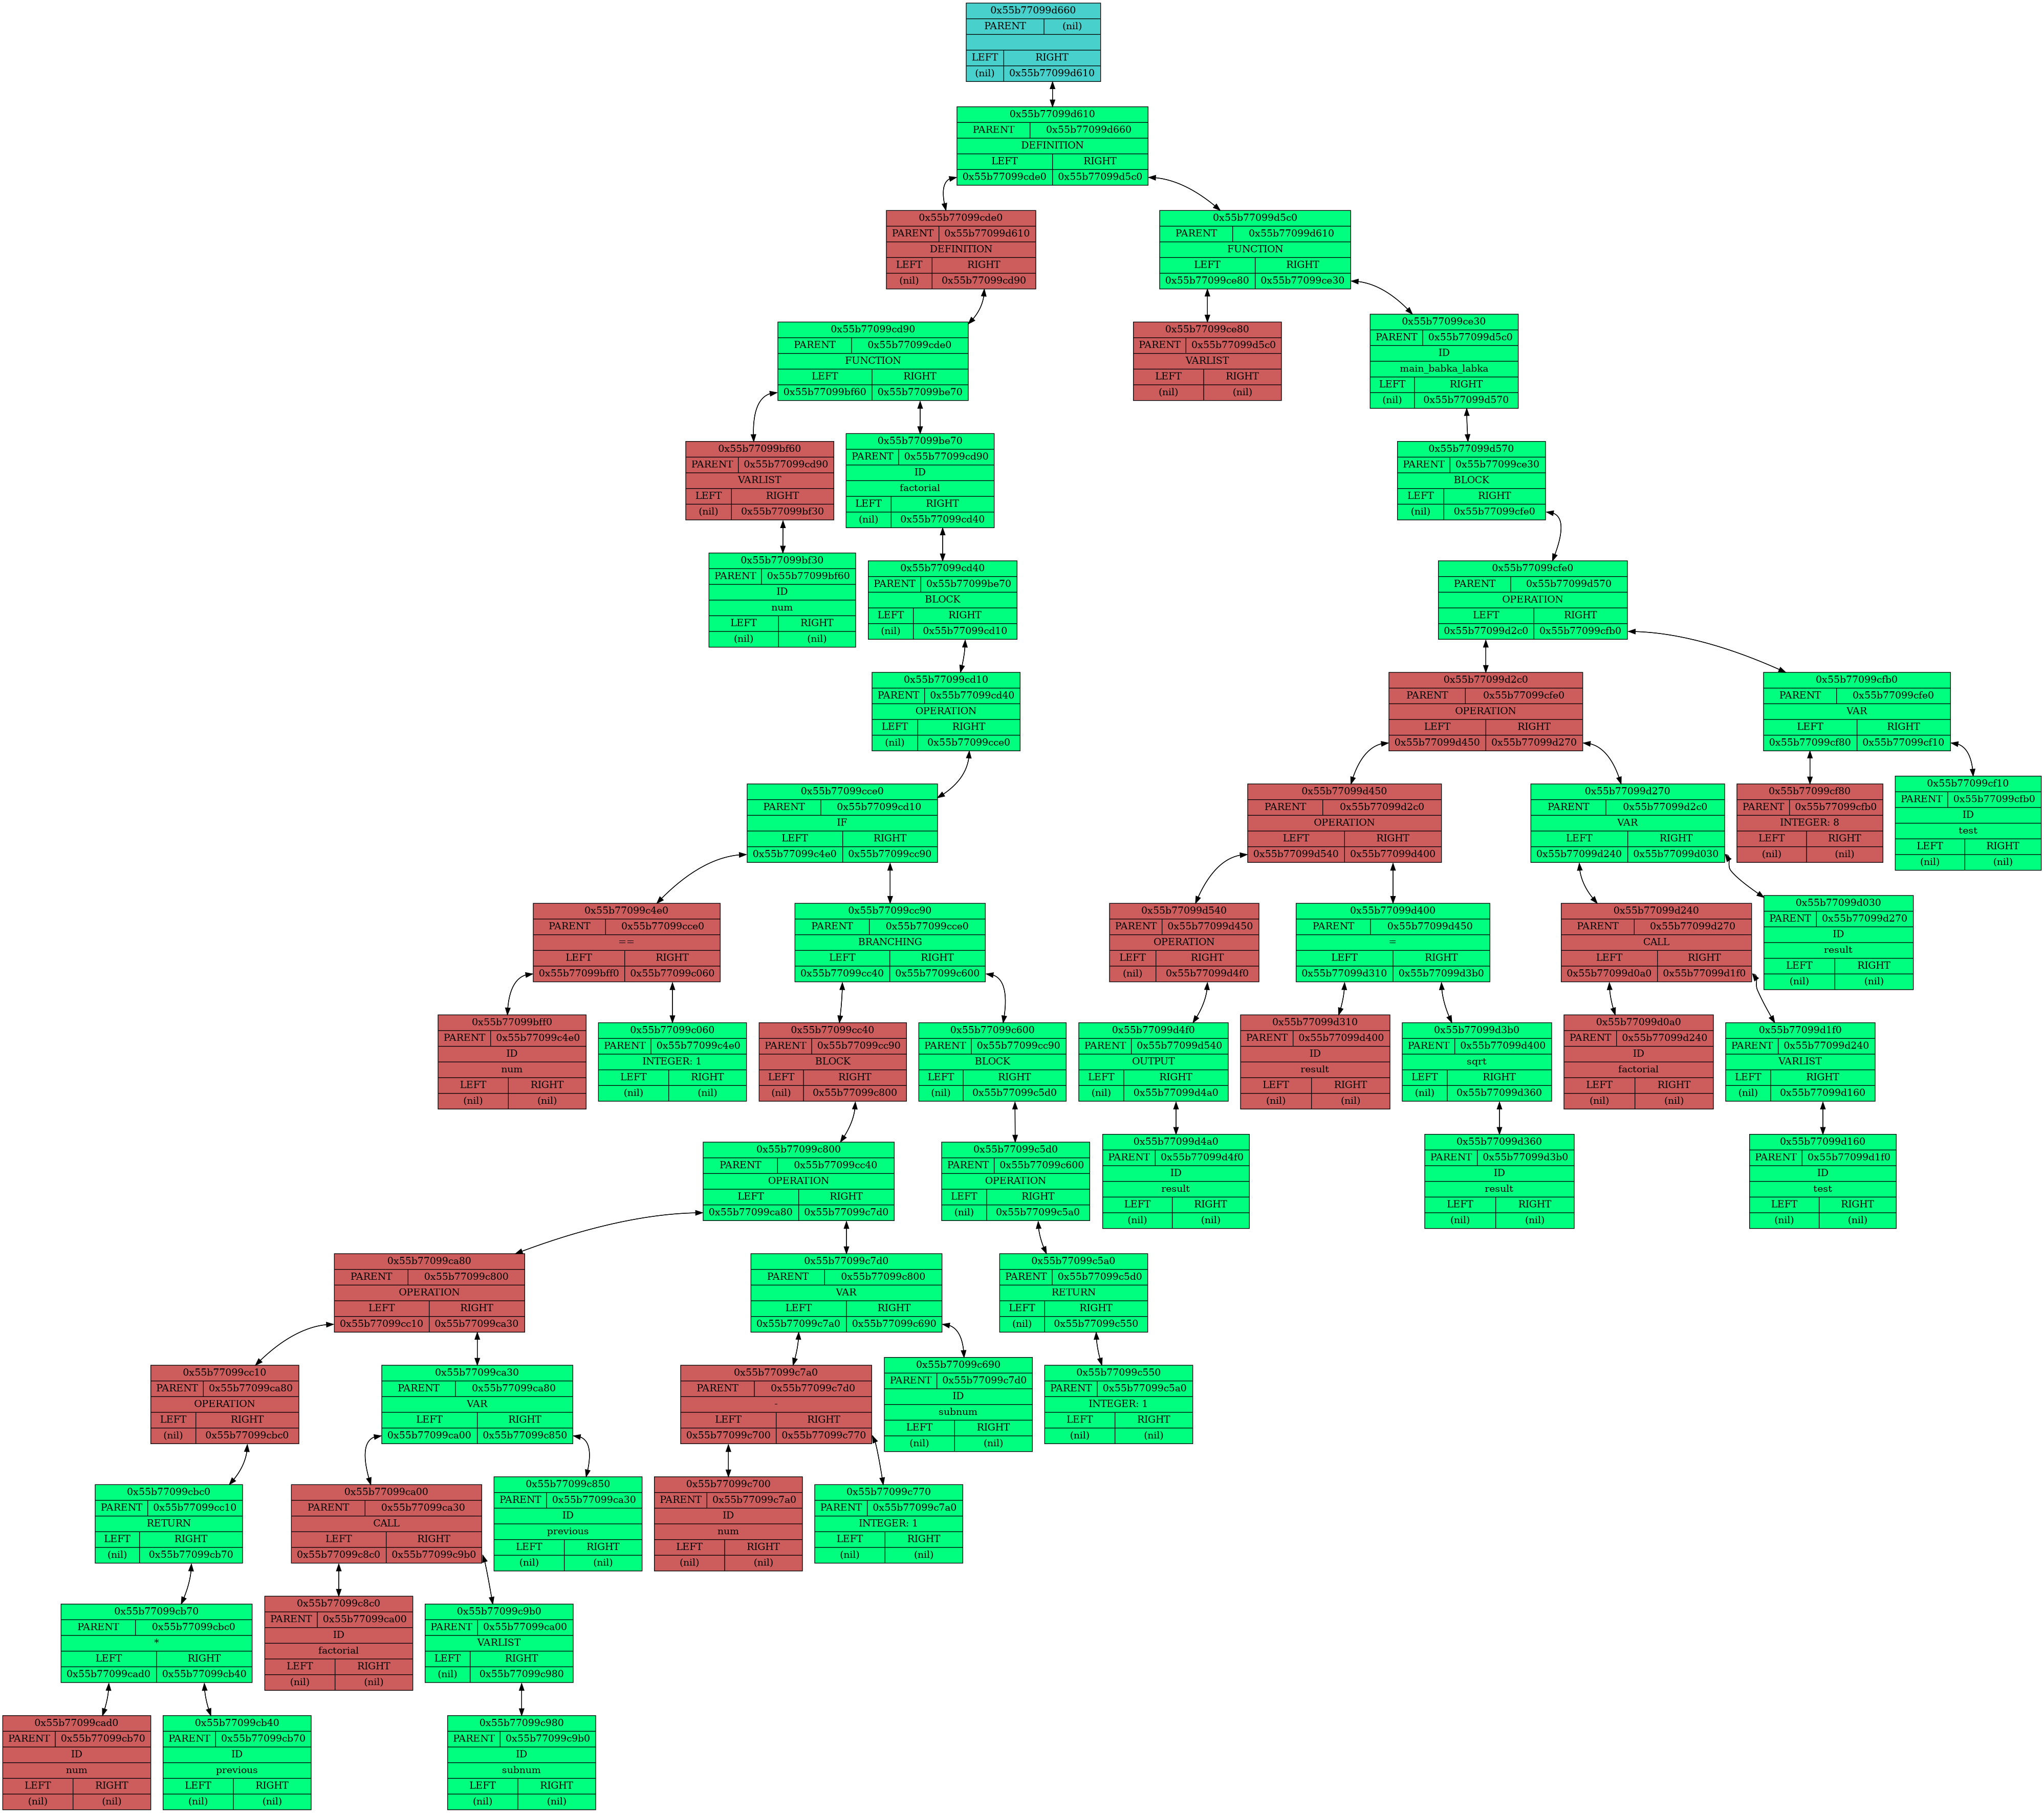 0x55b77099d660
PARENT (nil)
LEFT RIGHT
(nil) 0x55b77099d610
0x55b77099d610
PARENT 0x55b77099d660
DEFINITION
LEFT RIGHT
0x55b77099cde0 0x55b77099d5c0
0x55b77099cde0
PARENT 0x55b77099d610
DEFINITION
LEFT RIGHT
(nil) 0x55b77099cd90
0x55b77099d5c0
PARENT 0x55b77099d610
FUNCTION
LEFT RIGHT
0x55b77099ce80 0x55b77099ce30
0x55b77099cd90
PARENT 0x55b77099cde0
FUNCTION
LEFT RIGHT
0x55b77099bf60 0x55b77099be70
0x55b77099ce80
PARENT 0x55b77099d5c0
VARLIST
LEFT RIGHT
(nil) (nil)
0x55b77099ce30
PARENT 0x55b77099d5c0
ID
main_babka_labka
LEFT RIGHT
(nil) 0x55b77099d570
0x55b77099bf60
PARENT 0x55b77099cd90
VARLIST
LEFT RIGHT
(nil) 0x55b77099bf30
0x55b77099be70
PARENT 0x55b77099cd90
ID
factorial
LEFT RIGHT
(nil) 0x55b77099cd40
0x55b77099d570
PARENT 0x55b77099ce30
BLOCK
LEFT RIGHT
(nil) 0x55b77099cfe0
0x55b77099bf30
PARENT 0x55b77099bf60
ID
num
LEFT RIGHT
(nil) (nil)
0x55b77099cd40
PARENT 0x55b77099be70
BLOCK
LEFT RIGHT
(nil) 0x55b77099cd10
0x55b77099cfe0
PARENT 0x55b77099d570
OPERATION
LEFT RIGHT
0x55b77099d2c0 0x55b77099cfb0
0x55b77099cd10
PARENT 0x55b77099cd40
OPERATION
LEFT RIGHT
(nil) 0x55b77099cce0
0x55b77099d2c0
PARENT 0x55b77099cfe0
OPERATION
LEFT RIGHT
0x55b77099d450 0x55b77099d270
0x55b77099cfb0
PARENT 0x55b77099cfe0
VAR
LEFT RIGHT
0x55b77099cf80 0x55b77099cf10
0x55b77099cce0
PARENT 0x55b77099cd10
IF
LEFT RIGHT
0x55b77099c4e0 0x55b77099cc90
0x55b77099d450
PARENT 0x55b77099d2c0
OPERATION
LEFT RIGHT
0x55b77099d540 0x55b77099d400
0x55b77099d270
PARENT 0x55b77099d2c0
VAR
LEFT RIGHT
0x55b77099d240 0x55b77099d030
0x55b77099cf80
PARENT 0x55b77099cfb0
INTEGER: 8
LEFT RIGHT
(nil) (nil)
0x55b77099cf10
PARENT 0x55b77099cfb0
ID
test
LEFT RIGHT
(nil) (nil)
0x55b77099c4e0
PARENT 0x55b77099cce0
==
LEFT RIGHT
0x55b77099bff0 0x55b77099c060
0x55b77099cc90
PARENT 0x55b77099cce0
BRANCHING
LEFT RIGHT
0x55b77099cc40 0x55b77099c600
0x55b77099d540
PARENT 0x55b77099d450
OPERATION
LEFT RIGHT
(nil) 0x55b77099d4f0
0x55b77099d400
PARENT 0x55b77099d450
=
LEFT RIGHT
0x55b77099d310 0x55b77099d3b0
0x55b77099d240
PARENT 0x55b77099d270
CALL
LEFT RIGHT
0x55b77099d0a0 0x55b77099d1f0
0x55b77099d030
PARENT 0x55b77099d270
ID
result
LEFT RIGHT
(nil) (nil)
0x55b77099bff0
PARENT 0x55b77099c4e0
ID
num
LEFT RIGHT
(nil) (nil)
0x55b77099c060
PARENT 0x55b77099c4e0
INTEGER: 1
LEFT RIGHT
(nil) (nil)
0x55b77099cc40
PARENT 0x55b77099cc90
BLOCK
LEFT RIGHT
(nil) 0x55b77099c800
0x55b77099c600
PARENT 0x55b77099cc90
BLOCK
LEFT RIGHT
(nil) 0x55b77099c5d0
0x55b77099d4f0
PARENT 0x55b77099d540
OUTPUT
LEFT RIGHT
(nil) 0x55b77099d4a0
0x55b77099d310
PARENT 0x55b77099d400
ID
result
LEFT RIGHT
(nil) (nil)
0x55b77099d3b0
PARENT 0x55b77099d400
sqrt
LEFT RIGHT
(nil) 0x55b77099d360
0x55b77099d0a0
PARENT 0x55b77099d240
ID
factorial
LEFT RIGHT
(nil) (nil)
0x55b77099d1f0
PARENT 0x55b77099d240
VARLIST
LEFT RIGHT
(nil) 0x55b77099d160
0x55b77099c800
PARENT 0x55b77099cc40
OPERATION
LEFT RIGHT
0x55b77099ca80 0x55b77099c7d0
0x55b77099c5d0
PARENT 0x55b77099c600
OPERATION
LEFT RIGHT
(nil) 0x55b77099c5a0
0x55b77099d4a0
PARENT 0x55b77099d4f0
ID
result
LEFT RIGHT
(nil) (nil)
0x55b77099d360
PARENT 0x55b77099d3b0
ID
result
LEFT RIGHT
(nil) (nil)
0x55b77099d160
PARENT 0x55b77099d1f0
ID
test
LEFT RIGHT
(nil) (nil)
0x55b77099ca80
PARENT 0x55b77099c800
OPERATION
LEFT RIGHT
0x55b77099cc10 0x55b77099ca30
0x55b77099c7d0
PARENT 0x55b77099c800
VAR
LEFT RIGHT
0x55b77099c7a0 0x55b77099c690
0x55b77099c5a0
PARENT 0x55b77099c5d0
RETURN
LEFT RIGHT
(nil) 0x55b77099c550
0x55b77099cc10
PARENT 0x55b77099ca80
OPERATION
LEFT RIGHT
(nil) 0x55b77099cbc0
0x55b77099ca30
PARENT 0x55b77099ca80
VAR
LEFT RIGHT
0x55b77099ca00 0x55b77099c850
0x55b77099c7a0
PARENT 0x55b77099c7d0
-
LEFT RIGHT
0x55b77099c700 0x55b77099c770
0x55b77099c690
PARENT 0x55b77099c7d0
ID
subnum
LEFT RIGHT
(nil) (nil)
0x55b77099c550
PARENT 0x55b77099c5a0
INTEGER: 1
LEFT RIGHT
(nil) (nil)
0x55b77099cbc0
PARENT 0x55b77099cc10
RETURN
LEFT RIGHT
(nil) 0x55b77099cb70
0x55b77099ca00
PARENT 0x55b77099ca30
CALL
LEFT RIGHT
0x55b77099c8c0 0x55b77099c9b0
0x55b77099c850
PARENT 0x55b77099ca30
ID
previous
LEFT RIGHT
(nil) (nil)
0x55b77099c700
PARENT 0x55b77099c7a0
ID
num
LEFT RIGHT
(nil) (nil)
0x55b77099c770
PARENT 0x55b77099c7a0
INTEGER: 1
LEFT RIGHT
(nil) (nil)
0x55b77099cb70
PARENT 0x55b77099cbc0
*
LEFT RIGHT
0x55b77099cad0 0x55b77099cb40
0x55b77099c8c0
PARENT 0x55b77099ca00
ID
factorial
LEFT RIGHT
(nil) (nil)
0x55b77099c9b0
PARENT 0x55b77099ca00
VARLIST
LEFT RIGHT
(nil) 0x55b77099c980
0x55b77099cad0
PARENT 0x55b77099cb70
ID
num
LEFT RIGHT
(nil) (nil)
0x55b77099cb40
PARENT 0x55b77099cb70
ID
previous
LEFT RIGHT
(nil) (nil)
0x55b77099c980
PARENT 0x55b77099c9b0
ID
subnum
LEFT RIGHT
(nil) (nil)